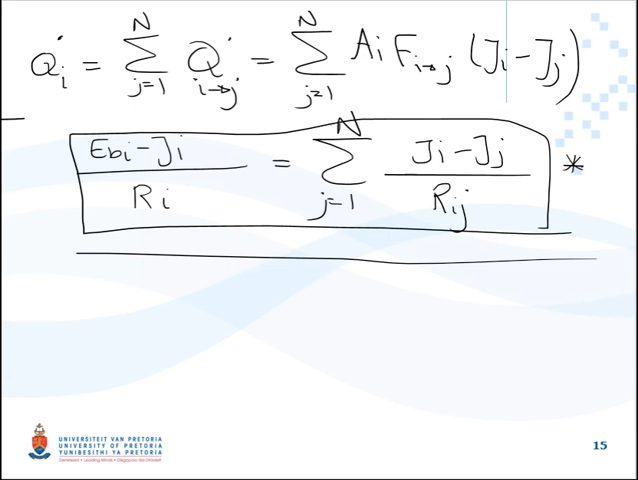 Q̇i = Σ_{j=1}^{N} Q̇_{i→j} = Σ_{j=1}^{N} Ai F_{i→j} (Ji − Jj)
(Ebi − Ji)/Ri = Σ_{j=1}^{N} (Ji − Jj)/Rij *
UNIVERSITEIT VAN PRETORIA
UNIVERSITY OF PRETORIA
YUNIBESITHI YA PRETORIA
15